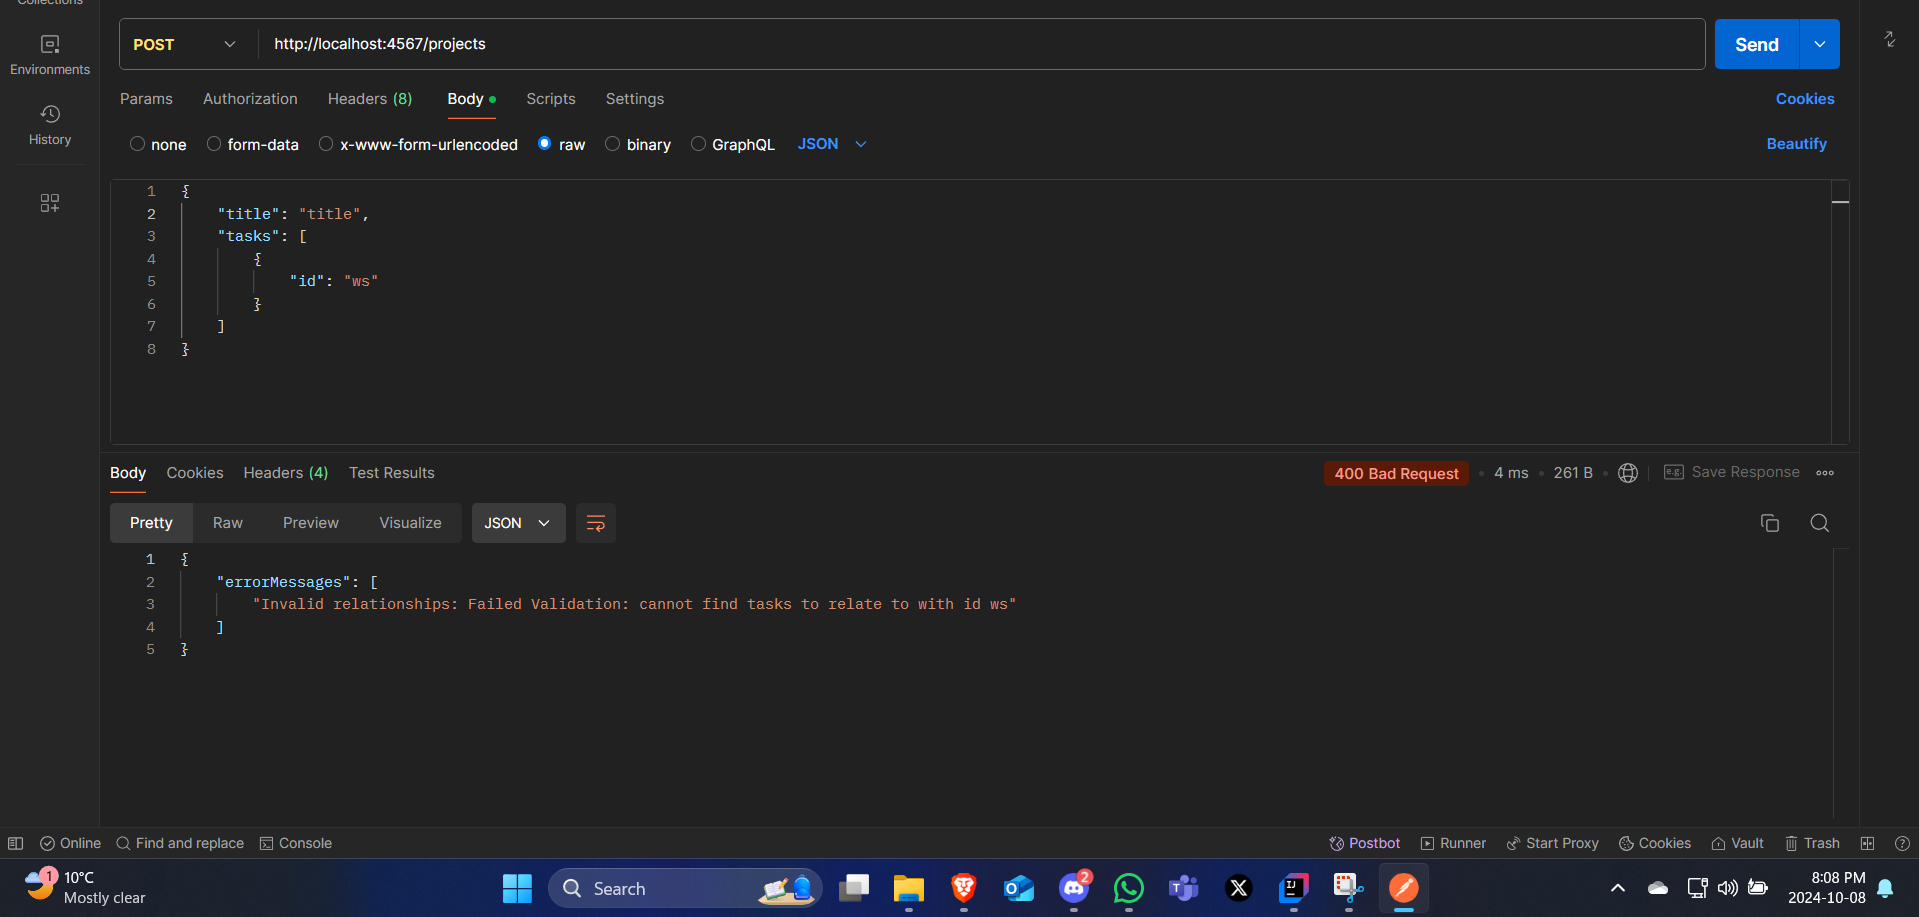 Collections
POST http://localhost:4567/projects Send
Environments
Params Authorization Headers (8) Body Scripts Settings Cookies
History
none form-data x-www-form-urlencoded raw binary GraphQL JSON Beautify
1 {
2 "title": "title",
3 "tasks": [
4 {
5 "id": "ws"
6 }
7 ]
8 }
Body Cookies Headers (4) Test Results 400 Bad Request 4 ms 261 B e.g. Save Response
Pretty Raw Preview Visualize JSON
1 {
2 "errorMessages": [
3 "Invalid relationships: Failed Validation: cannot find tasks to relate to with id ws"
4 ]
5 }
Online Find and replace Console Postbot Runner Start Proxy Cookies Vault Trash
1 10°C
Mostly clear
Search
2
8:08 PM
2024-10-08